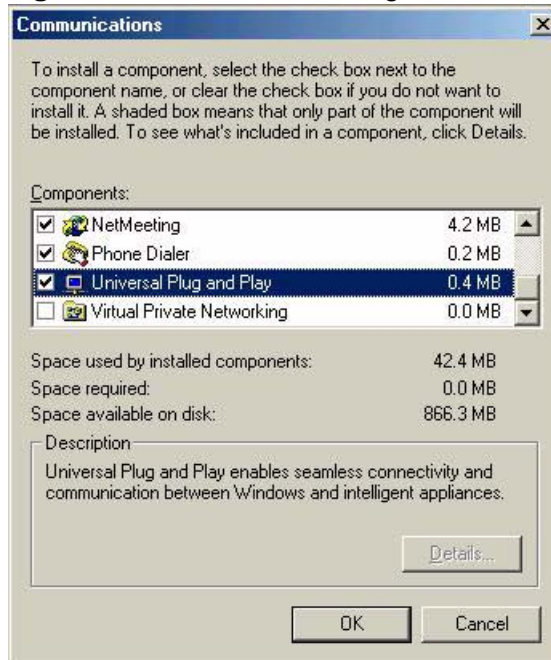 Communications
To install a component, select the check box next to the
component name, or clear the check box if you do not want to
install it. A shaded box means that only part of the component will
be installed. To see what's included in a component, click Details.
Components:
NetMeeting 4.2 MB
Phone Dialer 0.2 MB
Universal Plug and Play 0.4 MB
Virtual Private Networking 0.0 MB
Space used by installed components: 42.4 MB
Space required: 0.0 MB
Space available on disk: 866.3 MB
Description
Universal Plug and Play enables seamless connectivity and
communication between Windows and intelligent appliances.
Details...
OK Cancel